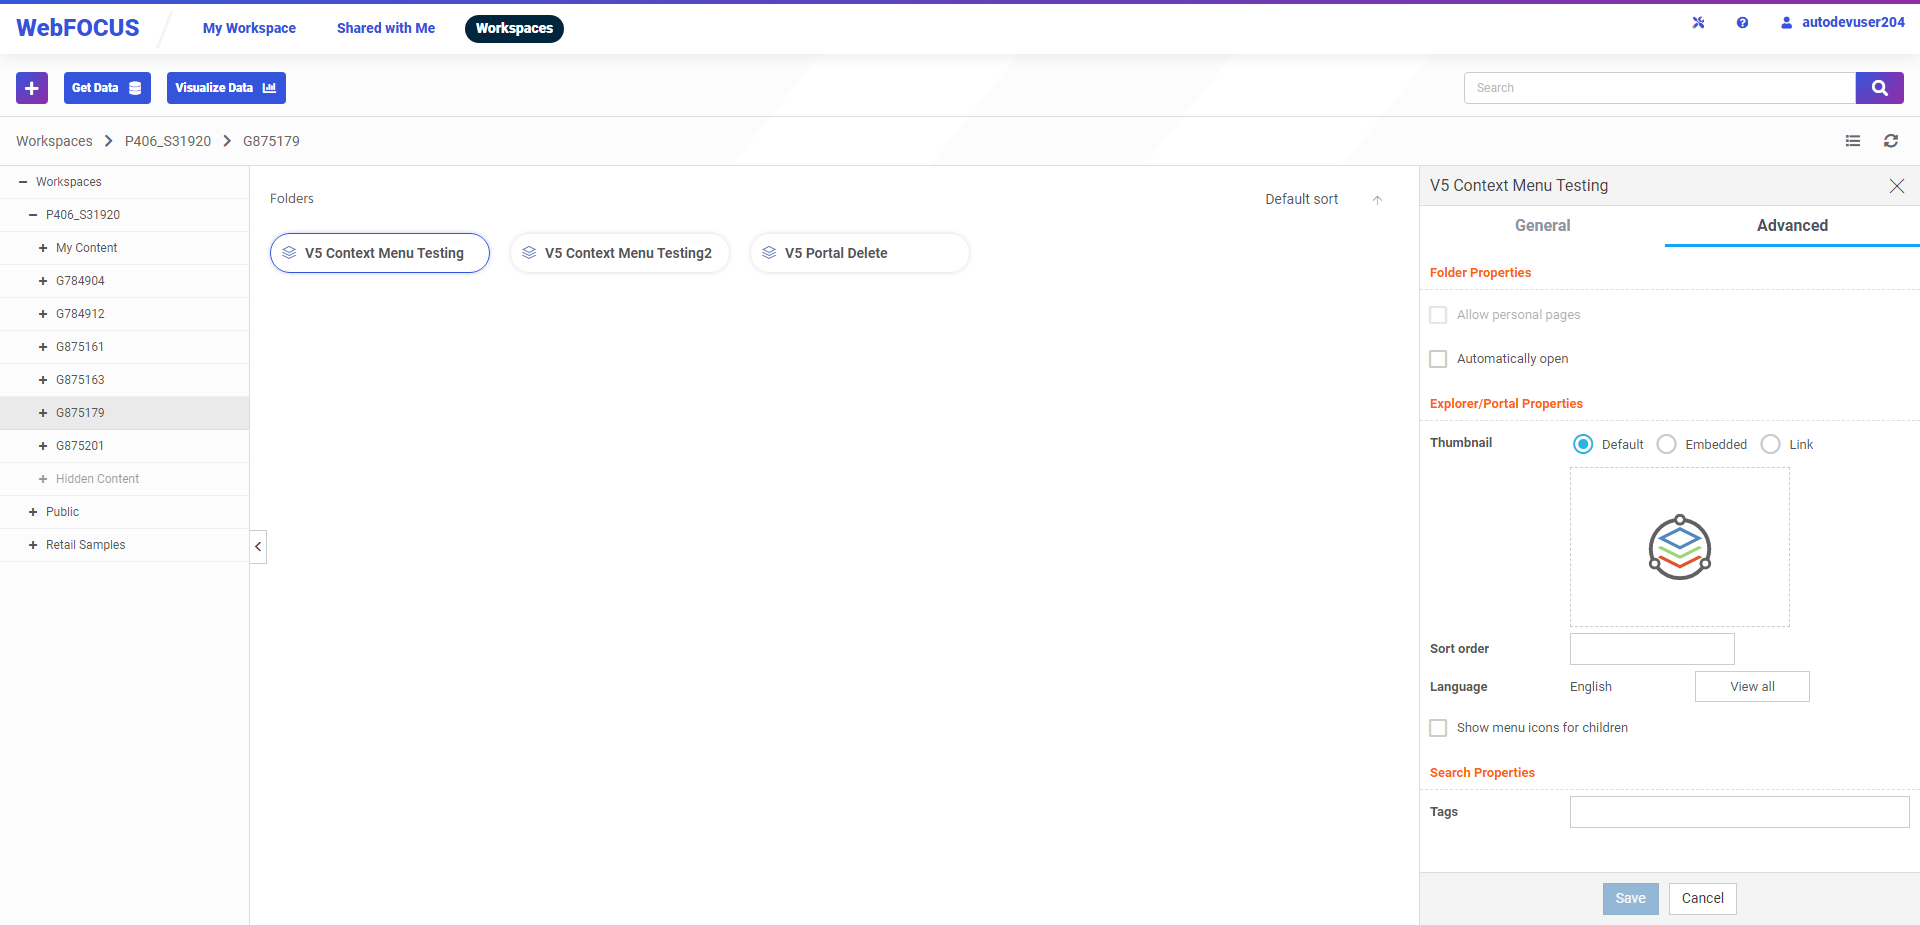 WebFOCUS
My Workspace
Shared with Me
Workspaces
autodevuser204
Get Data
Visualize Data
Search
Workspaces
P406_S31920
G875179
Workspaces
P406_S31920
My Content
G784904
G784912
G875161
G875163
G875179
G875201
Hidden Content
Public
Retail Samples
Folders
Default sort
V5 Context Menu Testing
V5 Context Menu Testing2
V5 Portal Delete
V5 Context Menu Testing
General
Advanced
Folder Properties
Allow personal pages
Automatically open
Explorer/Portal Properties
Thumbnail
Default
Embedded
Link
Sort order
Language
English
View all
Show menu icons for children
Search Properties
Tags
Save
Cancel